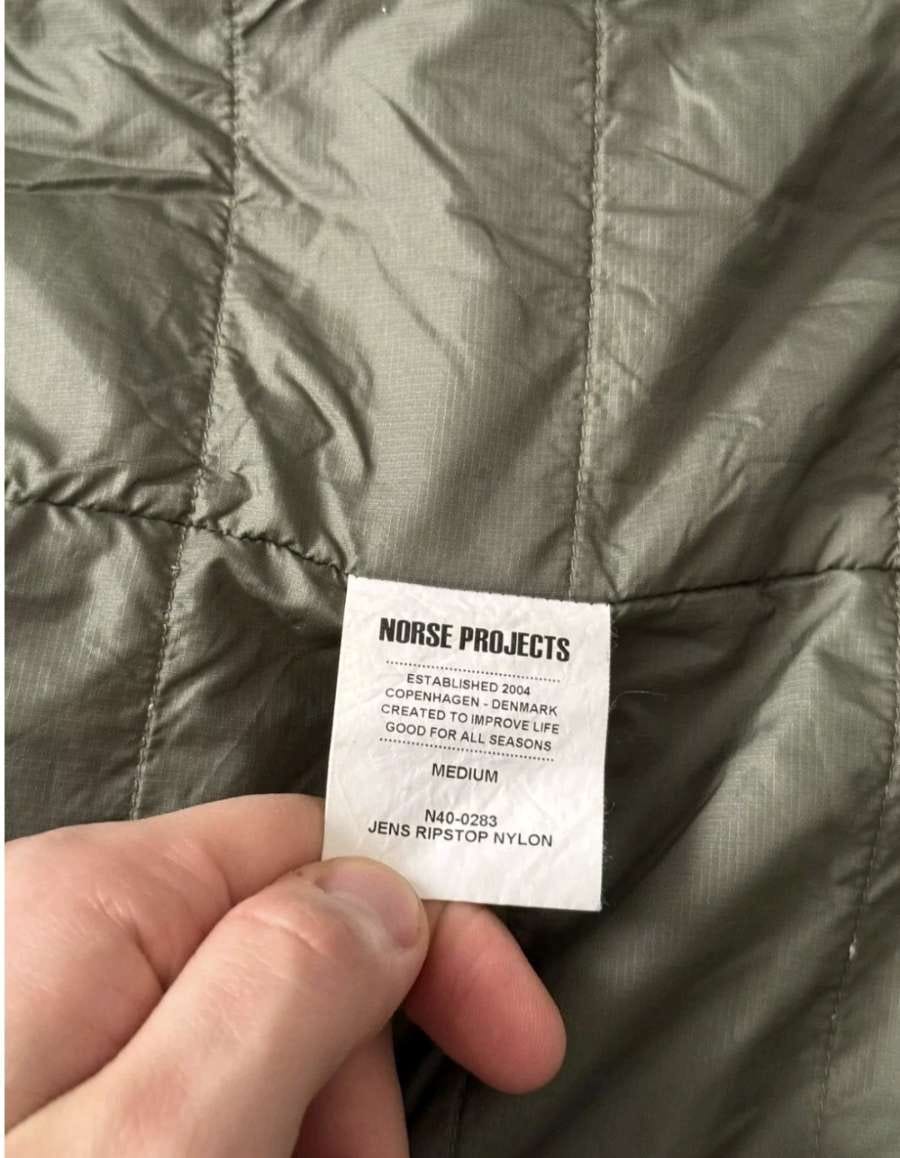 NORSE PROJECTS
ESTABLISHED 2004
COPENHAGEN - DENMARK
CREATED TO IMPROVE LIFE
GOOD FOR ALL SEASONS
MEDIUM
N40-0283
JENS RIPSTOP NYLON